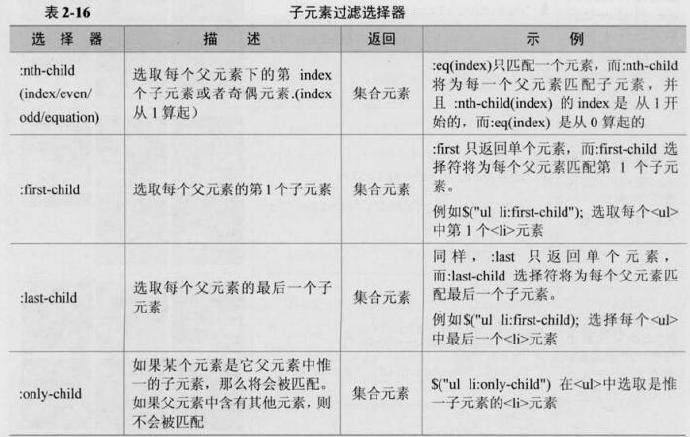 表 2-16 子元素过滤选择器
选 择 器 描 述 返回 示 例
:nth-child
(index/even/
odd/equation)
选取每个父元素下的第 index
个子元素或者奇偶元素.(index
从 1 算起）
集合元素
:eq(index)只匹配一个元素，而:nth-child
将为每一个父元素匹配子元素，并
且 :nth-child(index) 的 index 是 从 1 开
始的，而:eq(index) 是从 0 算起的
:first-child
选取每个父元素的第 1 个子元素
集合元素
:first 只返回单个元素，而:first-child 选
择符将为每个父元素匹配第 1 个子元
素。
例如$("ul li:first-child"); 选取每个<ul>
中第 1 个<li>元素
:last-child
选取每个父元素的最后一个子
元素
集合元素
同样，:last 只返回单个元素，
而:last-child 选择符将为每个父元素匹
配最后一个子元素。
例如$("ul li:first-child); 选择每个<ul>
中最后一个<li>元素
:only-child
如果某个元素是它父元素中惟
一的子元素，那么将会被匹配。
如果父元素中含有其他元素，则
不会被匹配
集合元素
$("ul li:only-child") 在<ul>中选取是惟
一子元素的<li>元素